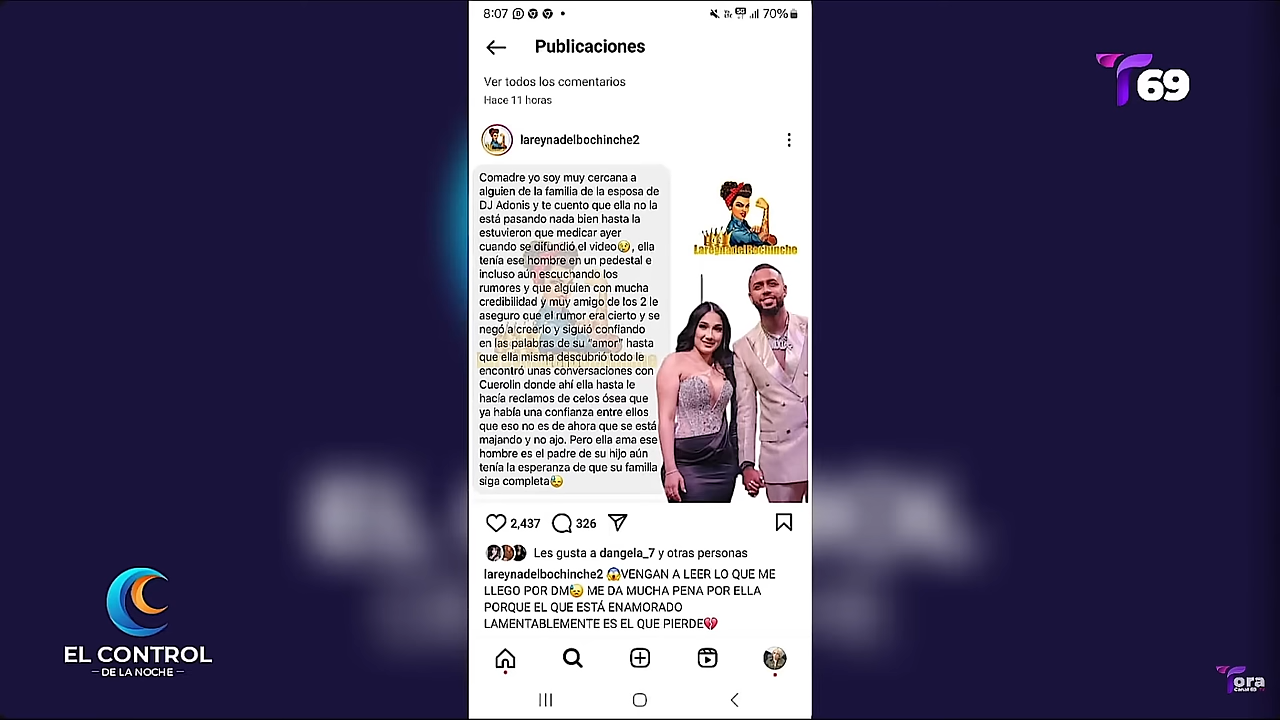 8:07
70%
Publicaciones
T69
Ver todos los comentarios
Hace 11 horas
lareynadelbochinche2
Comadre yo soy muy cercana a
alguien de la familia de la esposa de
DJ Adonis y te cuento que ella no la
está pasando nada bien hasta la
estuvieron que medicar ayer
cuando se difundió el video😢, ella
tenía ese hombre en un pedestal e
incluso aún escuchando los
rumores y que alguien con mucha
credibilidad y muy amigo de los 2 le
aseguro que el rumor era cierto y se
negó a creerlo y siguió confiando
en las palabras de su "amor" hasta
que ella misma descubrió todo le
encontró unas conversaciones con
Cuerolin donde ahí ella hasta le
hacía reclamos de celos ósea que
ya había una confianza entre ellos
que eso no es de ahora que se está
majando y no ajo. Pero ella ama ese
hombre es el padre de su hijo aún
tenía la esperanza de que su familla
siga completa😓
LareynadelBochinche
2,437 326
Les gusta a dangela_7 y otras personas
lareynadelbochinche2 😱VENGAN A LEER LO QUE ME
LLEGO POR DM😓 ME DA MUCHA PENA POR ELLA
PORQUE EL QUE ESTÁ ENAMORADO
LAMENTABLEMENTE ES EL QUE PIERDE💔
EL CONTROL
DE LA NOCHE
Tora
Canal 69 TV